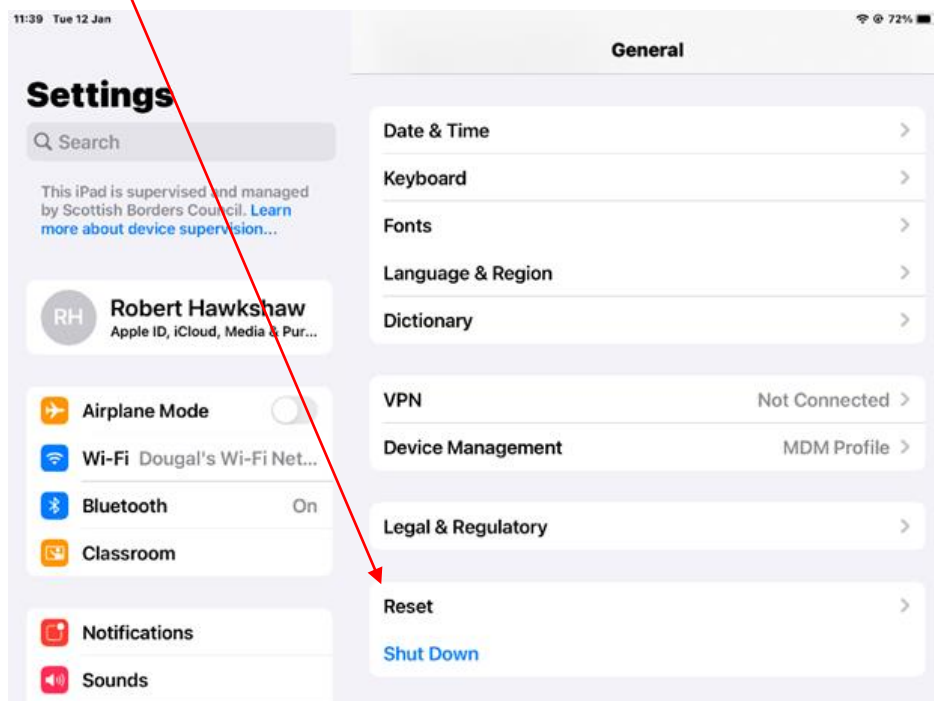 11:39 Tue 12 Jan
72%
Settings
Search
This iPad is supervised and managed
by Scottish Borders Council. Learn
more about device supervision...
RH
Robert Hawkshaw
Apple ID, iCloud, Media & Pur...
Airplane Mode
Wi-Fi Dougal's Wi-Fi Net...
Bluetooth On
Classroom
Notifications
Sounds
General
Date & Time
Keyboard
Fonts
Language & Region
Dictionary
VPN Not Connected
Device Management MDM Profile
Legal & Regulatory
Reset
Shut Down